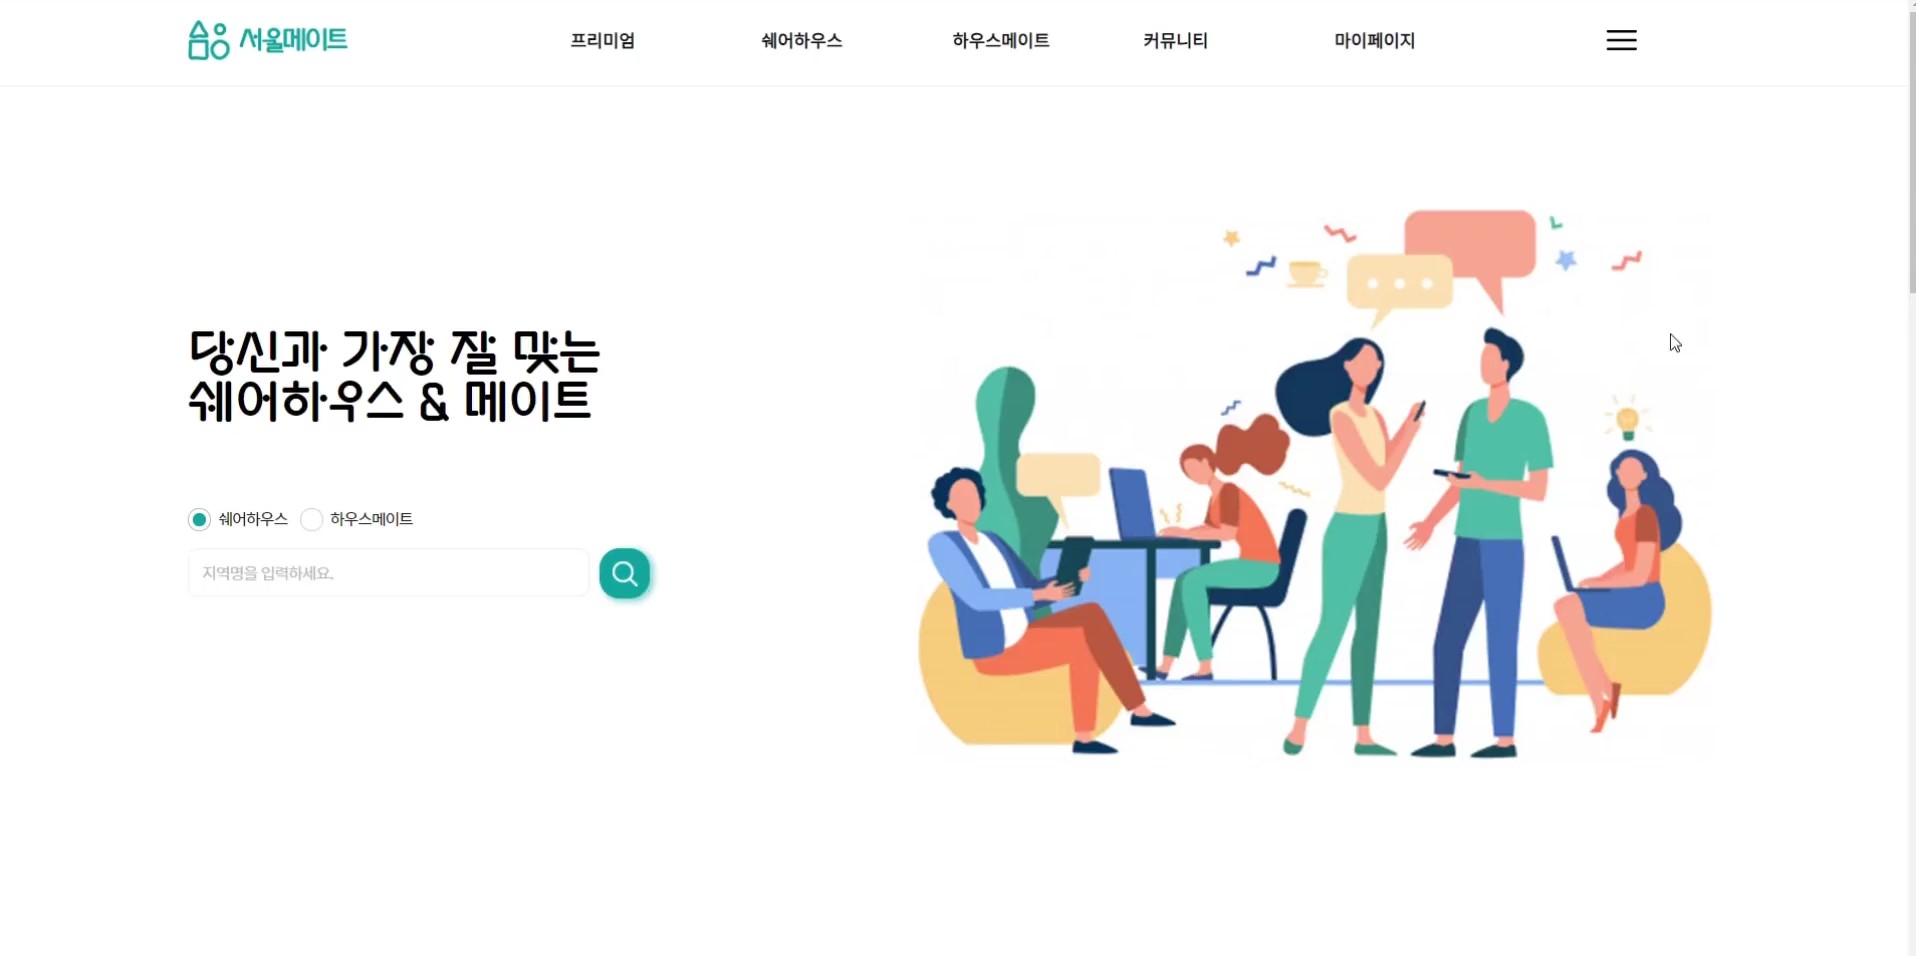 서울메이트
프리미엄
쉐어하우스
하우스메이트
커뮤니티
마이페이지
당신과 가장 잘 맞는
쉐어하우스 & 메이트
쉐어하우스 하우스메이트
지역명을 입력하세요.